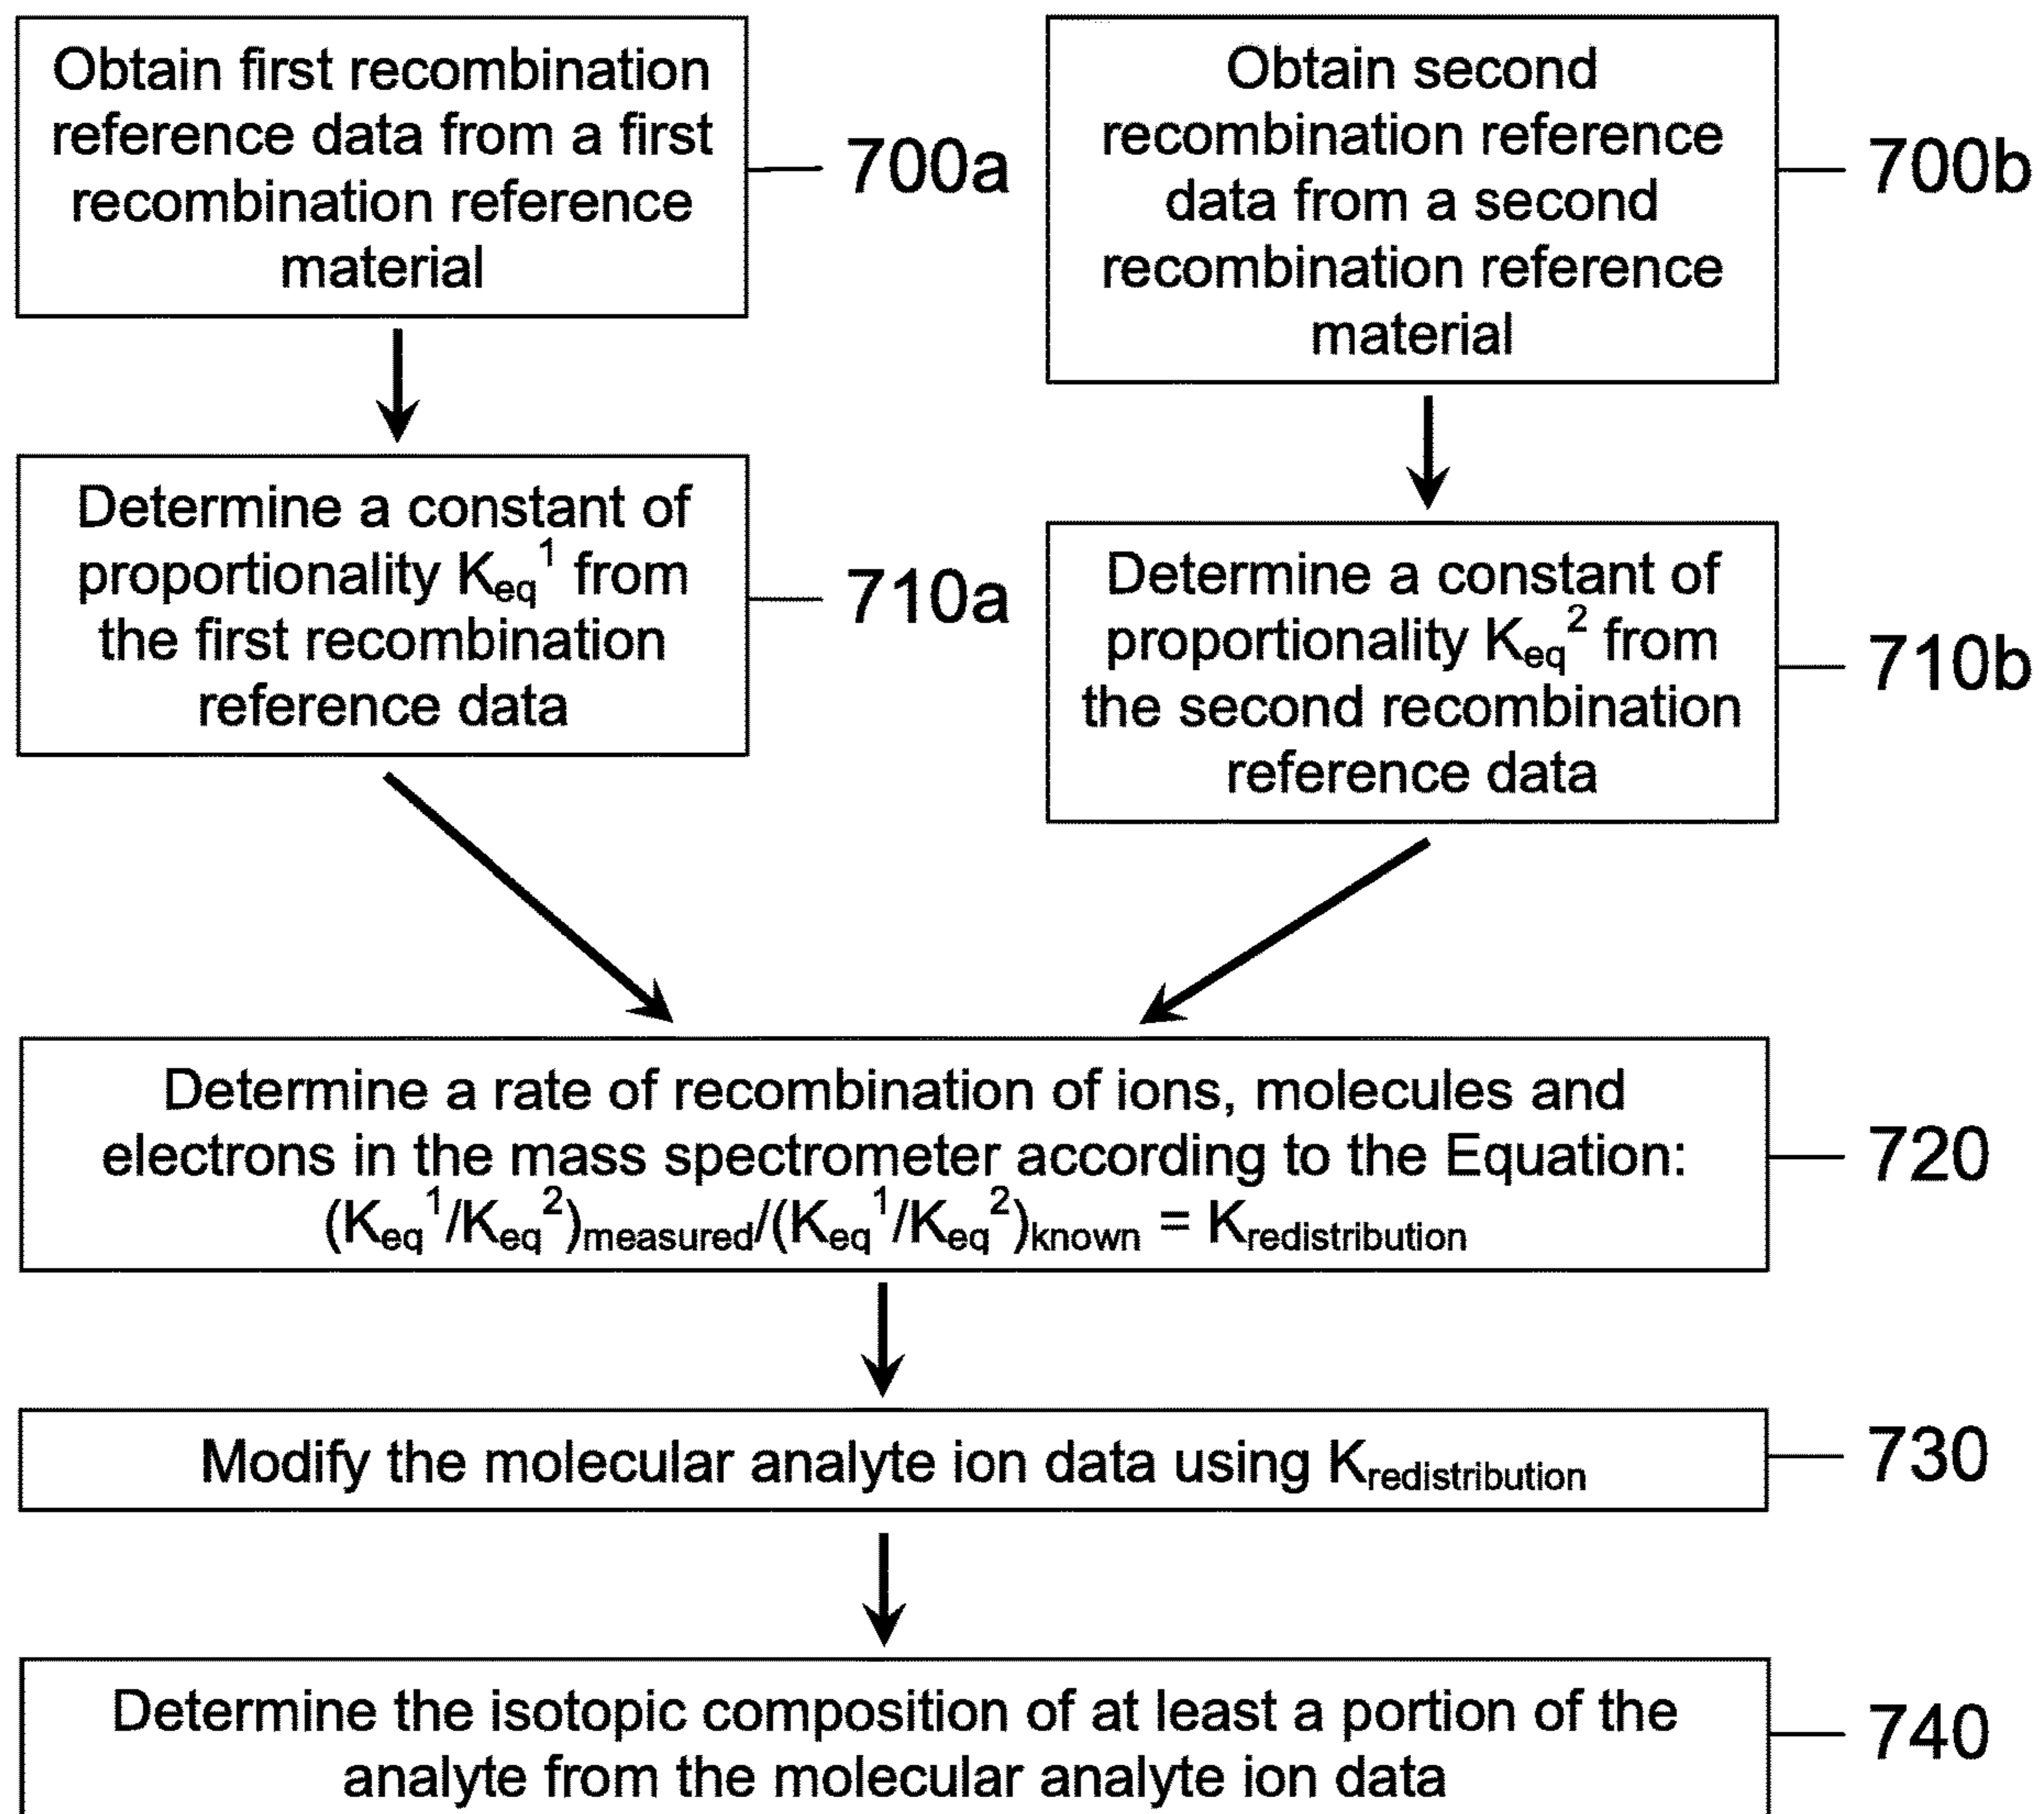 Obtain first recombination
reference data from a first
recombination reference
material
700a
Obtain second
recombination reference
data from a second
recombination reference
material
700b
Determine a constant of
proportionality Keq¹ from
the first recombination
reference data
710a
Determine a constant of
proportionality Keq² from
the second recombination
reference data
710b
Determine a rate of recombination of ions, molecules and
electrons in the mass spectrometer according to the Equation:
(Keq¹/Keq²)measured/(Keq¹/Keq²)known = Kredistribution
720
Modify the molecular analyte ion data using Kredistribution
730
Determine the isotopic composition of at least a portion of the
analyte from the molecular analyte ion data
740